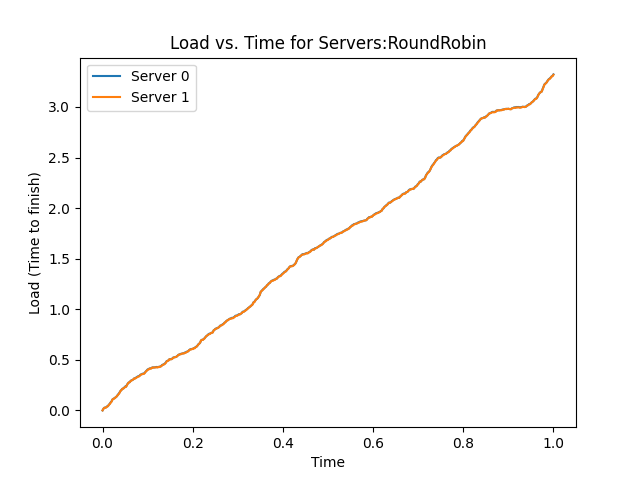 Load vs. Time for Servers:RoundRobin
Server 0
Server 1
Load (Time to finish)
3.0
2.5
2.0
1.5
1.0
0.5
0.0
0.0 0.2 0.4 0.6 0.8 1.0
Time